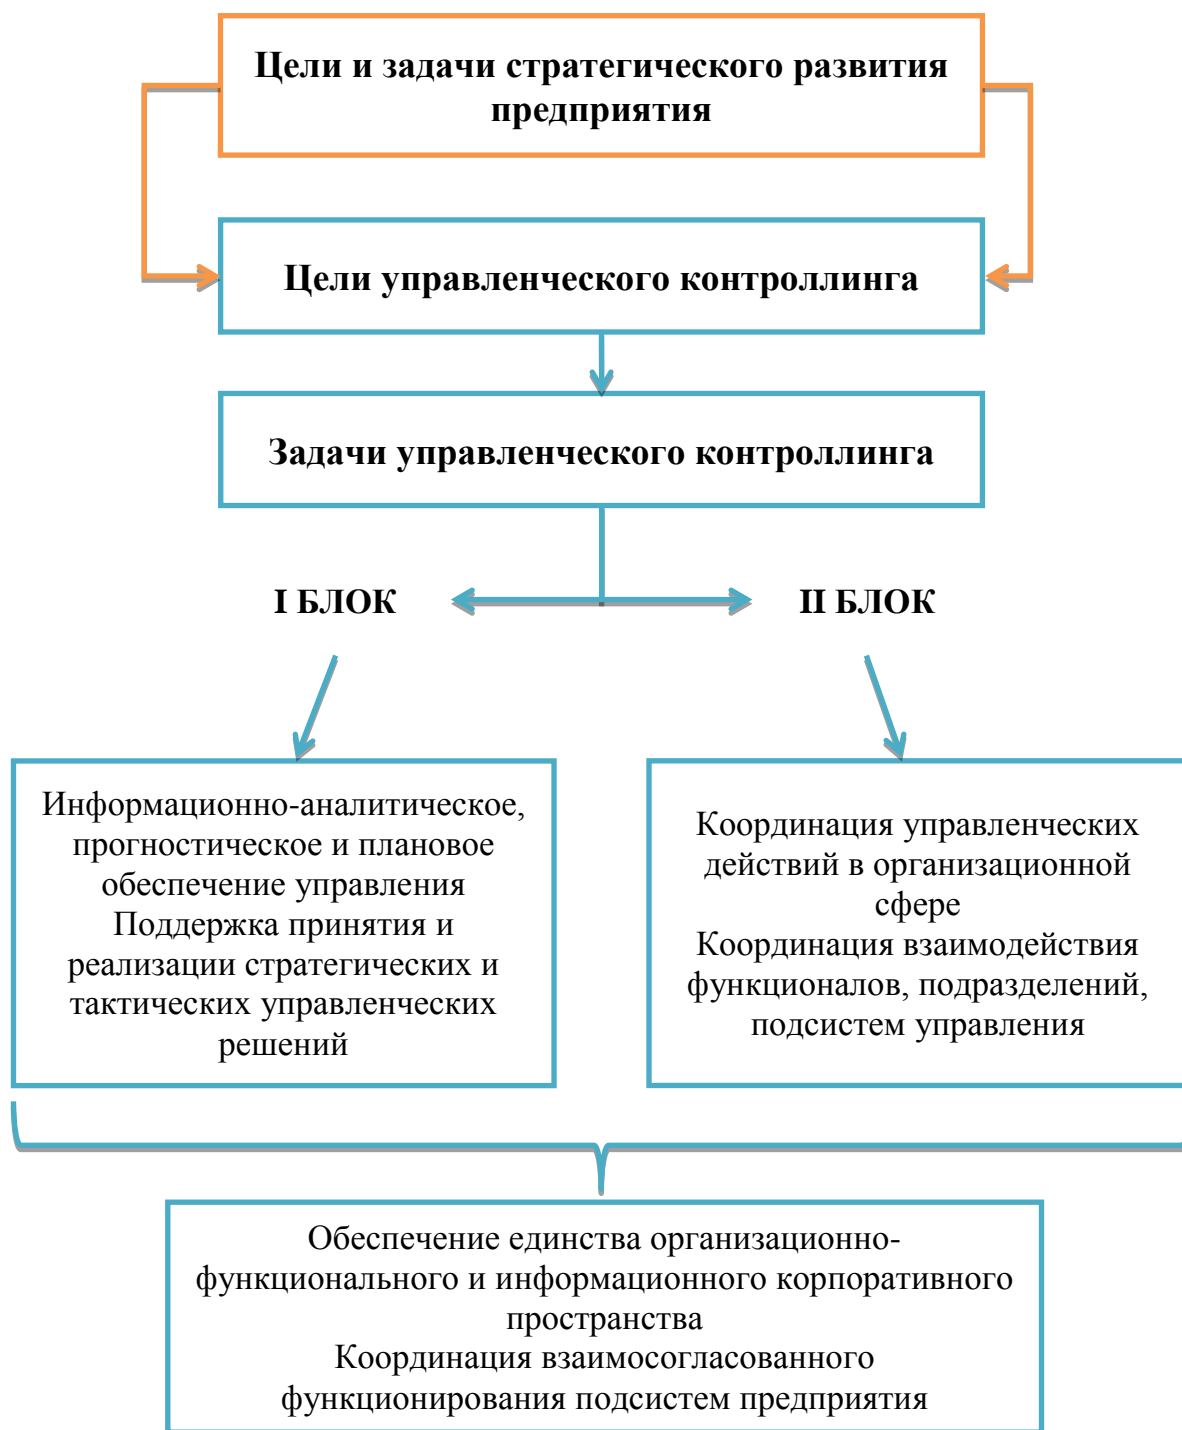 Цели и задачи стратегического развития
предприятия
Цели управленческого контроллинга
Задачи управленческого контроллинга
I БЛОК
II БЛОК
Информационно-аналитическое,
прогностическое и плановое
обеспечение управления
Поддержка принятия и
реализации стратегических и
тактических управленческих
решений
Координация управленческих
действий в организационной
сфере
Координация взаимодействия
функционалов, подразделений,
подсистем управления
Обеспечение единства организационно-
функционального и информационного корпоративного
пространства
Координация взаимосогласованного
функционирования подсистем предприятия